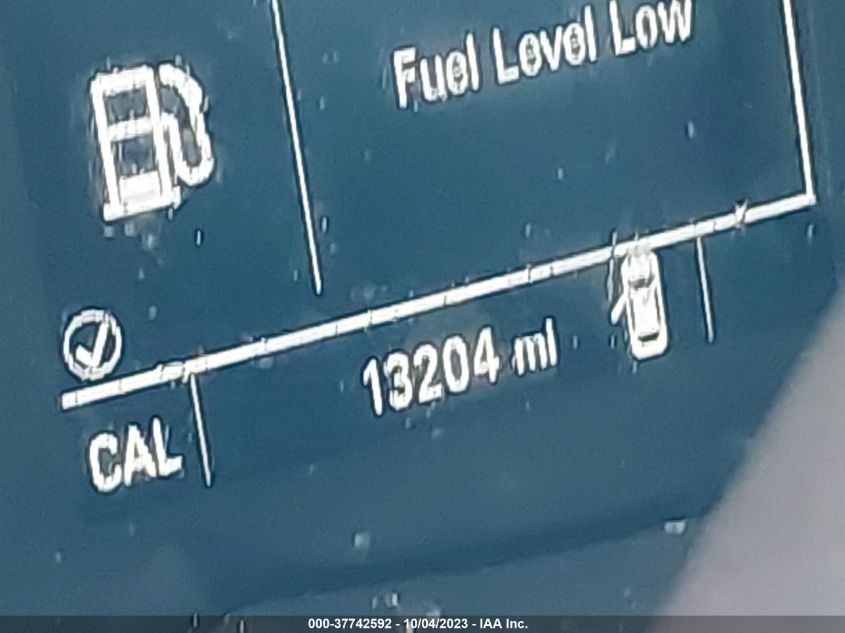 Fuel Level Low
13204 mi
CAL
000-37742592 - 10/04/2023 - IAA Inc.